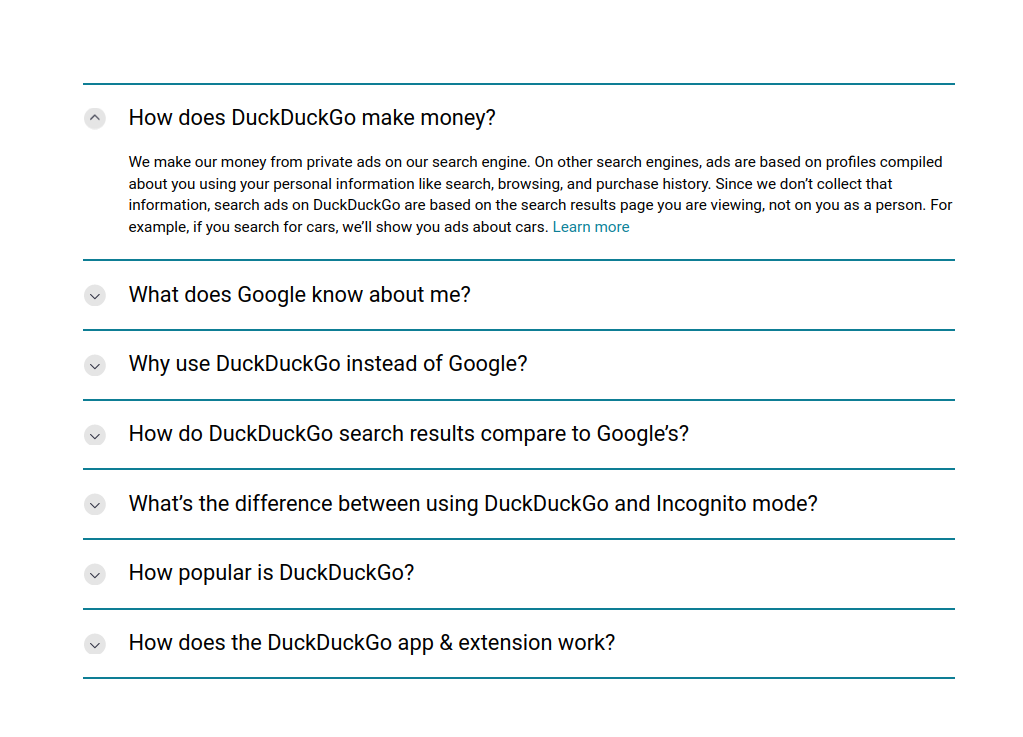 How does DuckDuckGo make money?
We make our money from private ads on our search engine. On other search engines, ads are based on profiles compiled
about you using your personal information like search, browsing, and purchase history. Since we don’t collect that
information, search ads on DuckDuckGo are based on the search results page you are viewing, not on you as a person. For
example, if you search for cars, we’ll show you ads about cars. Learn more
What does Google know about me?
Why use DuckDuckGo instead of Google?
How do DuckDuckGo search results compare to Google’s?
What’s the difference between using DuckDuckGo and Incognito mode?
How popular is DuckDuckGo?
How does the DuckDuckGo app & extension work?